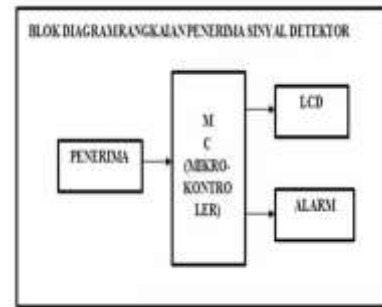 BLOK DIAGRAMRANGKAIAN PENERIMA SINYAL DETEKTOR
PENERIMA
M
C
(MIKRO-
KONTRO
LER)
LCD
ALARM